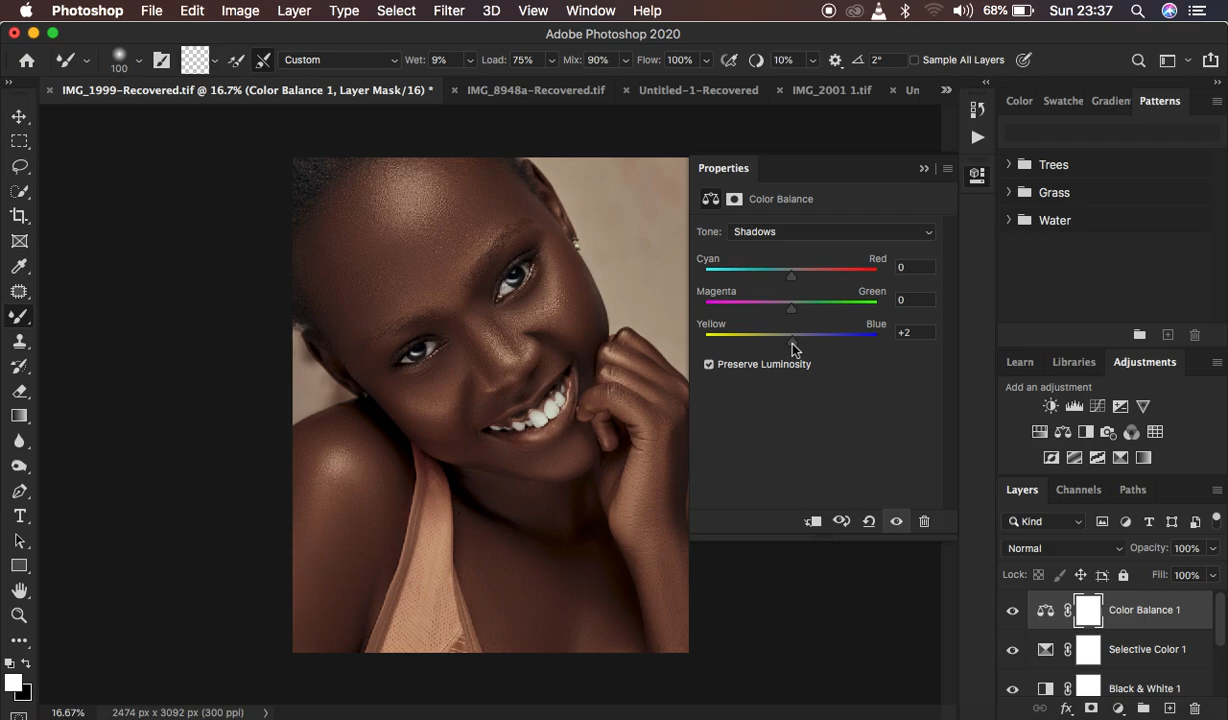 Photoshop File Edit Image Layer Type Select Filter 3D View Window Help 68% Sun 23:37
Adobe Photoshop 2020
100 Custom Wet: 9% Load: 75% Mix: 90% Flow: 100% 10% 2° Sample All Layers
IMG_1999-Recovered.tif @ 16.7% (Color Balance 1, Layer Mask/16) * IMG_8948a-Recovered.tif Untitled-1-Recovered IMG_2001 1.tif Un
Color Swatche Gradien Patterns
Trees
Grass
Water
Properties
Color Balance
Tone: Shadows
Cyan Red 0
Magenta Green 0
Yellow Blue +2
Preserve Luminosity
Learn Libraries Adjustments
Add an adjustment
Layers Channels Paths
Kind
Normal Opacity: 100%
Lock: Fill: 100%
Color Balance 1
Selective Color 1
Black & White 1
T
16.67% 2474 px x 3092 px (300 ppi)